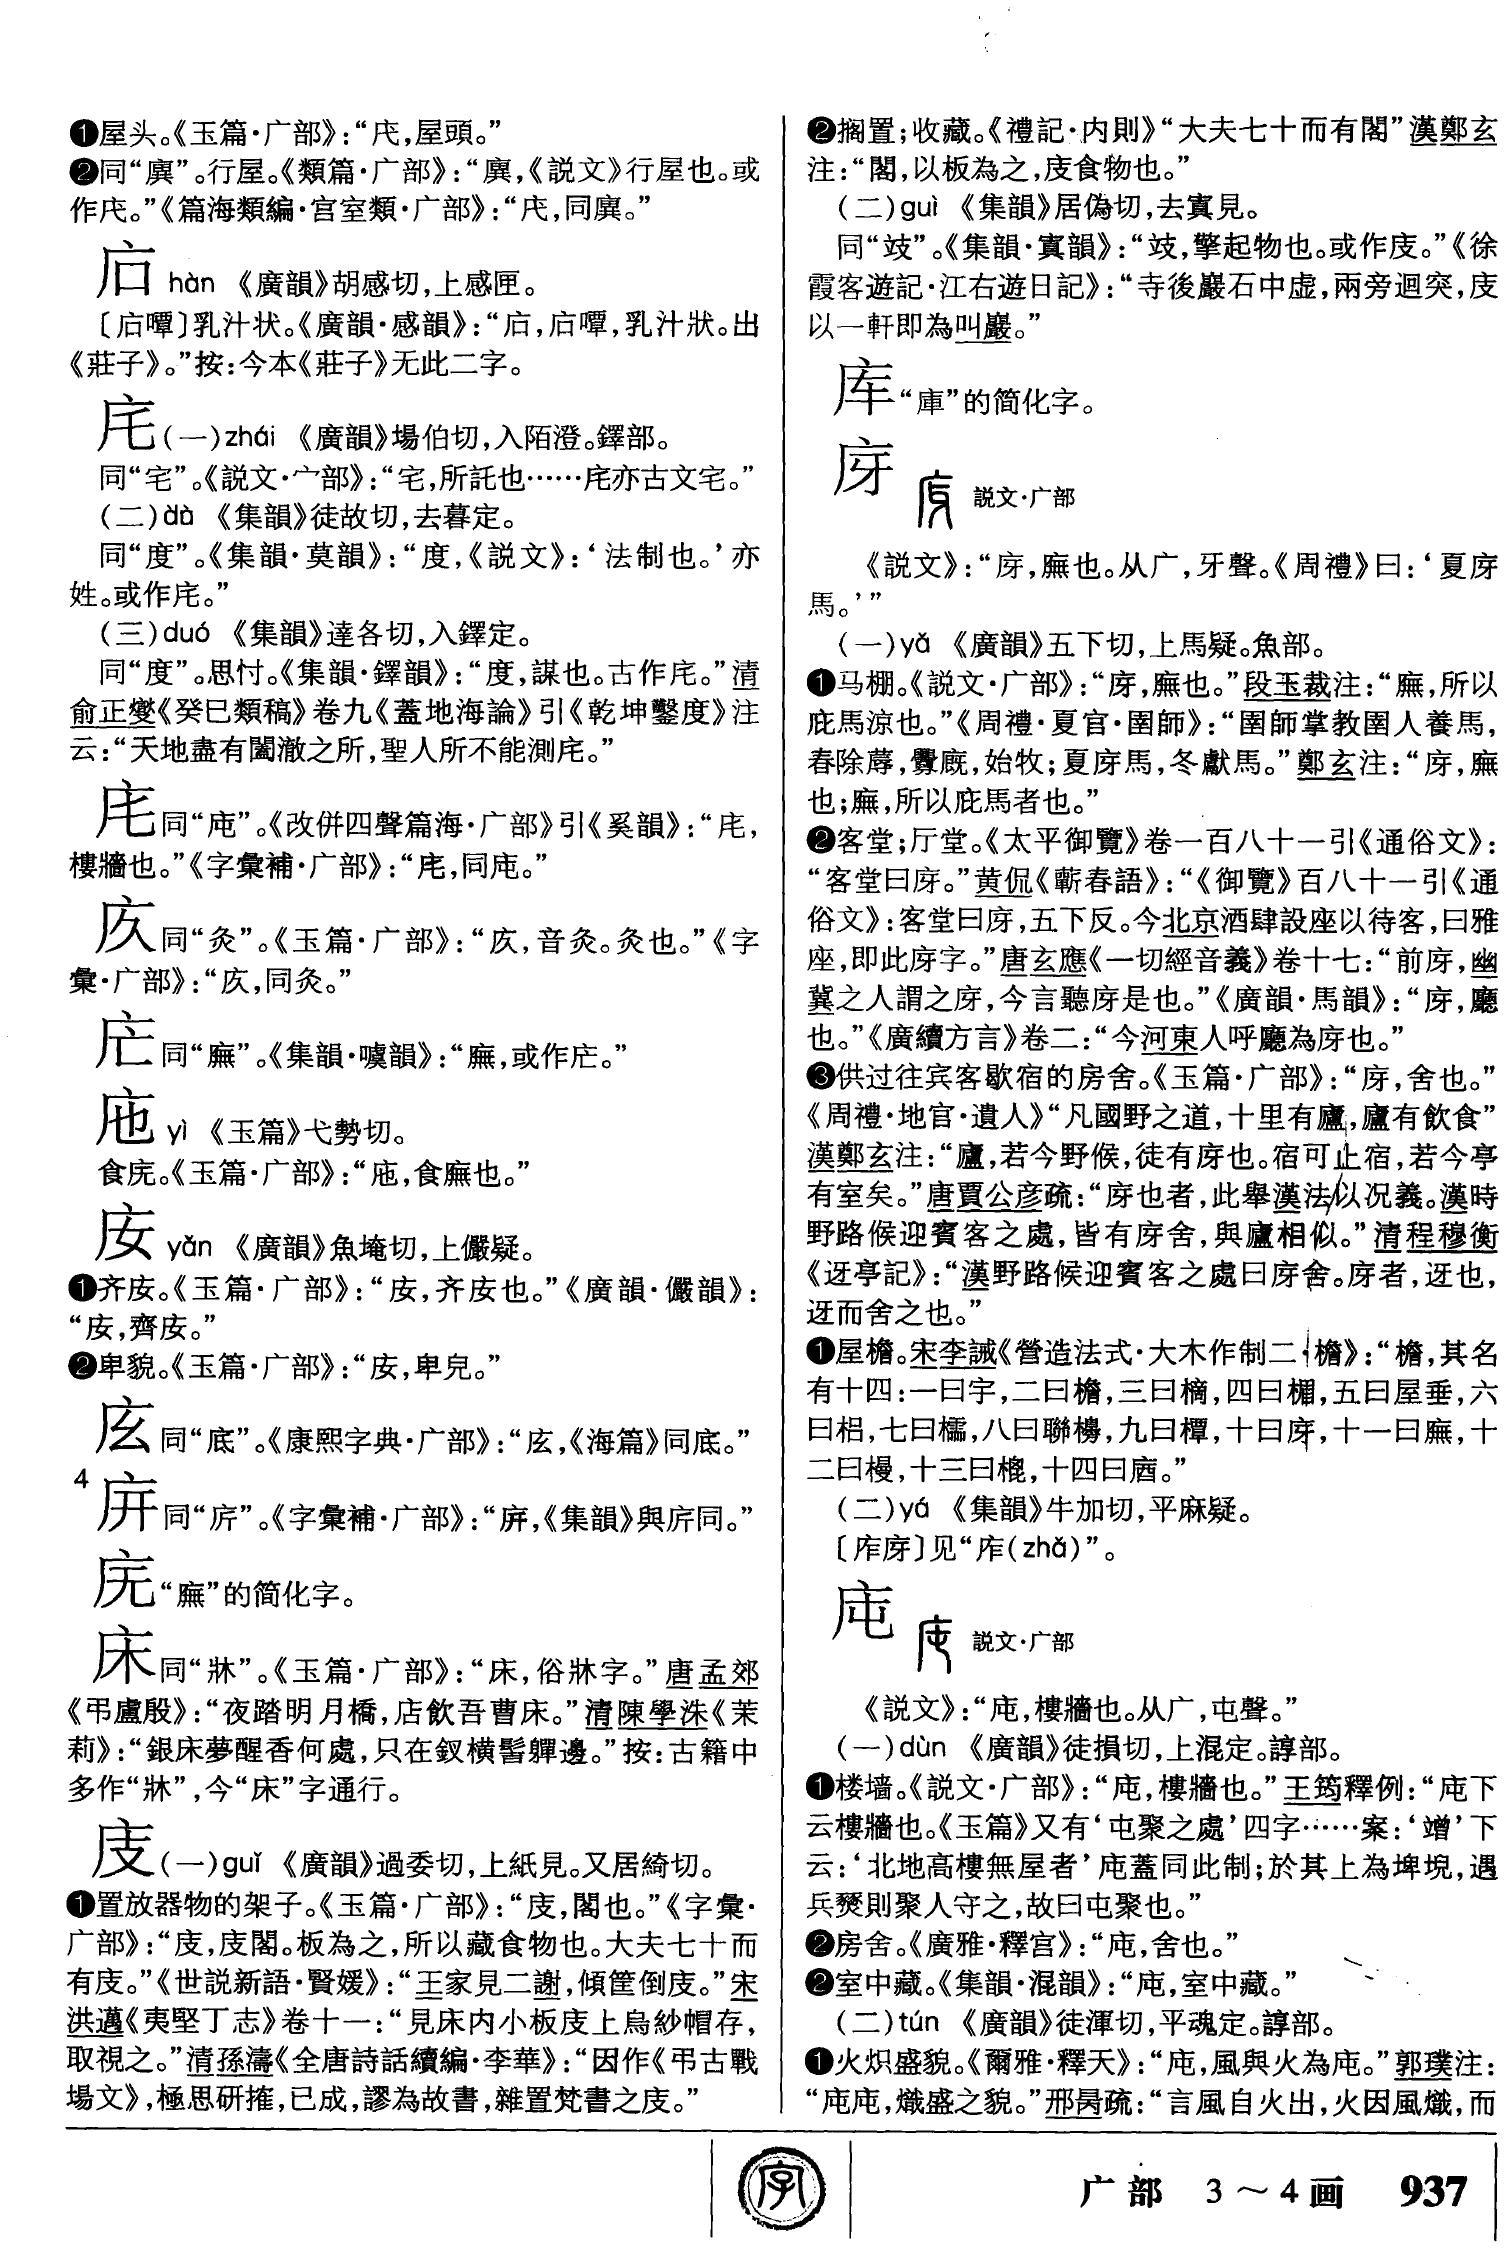 ❶屋头。《玉篇·广部》：“庑，屋頭。”
❷同“廙”。行屋。《類篇·广部》：“廙，《説文》行屋也。或
作庑。”《篇海類編·宫室類·广部》：“庑，同廙。”
hàn 《廣韻》胡感切，上感匣。
〔㡾㗖〕乳汁状。《廣韻·感韻》：“㡾，㡾㗖，乳汁狀。出
《莊子》。”按：今本《莊子》无此二字。
㡯(一)zhái 《廣韻》場伯切，入陌澄。鐸部。
同“宅”。《説文·宀部》：“宅，所託也……㡯亦古文宅。”
(二)dù 《集韻》徒故切，去暮定。
同“度”。《集韻·莫韻》：“度，《説文》：‘法制也。’亦
姓。或作㡯。”
(三)duó 《集韻》達各切，入鐸定。
同“度”。思忖。《集韻·鐸韻》：“度，謀也。古作㡯。”清
俞正燮《癸巳類稿》卷九《蓋地海論》引《乾坤鑿度》注
云：“天地盡有闔澈之所，聖人所不能測㡯。”
同“庉”。《改併四聲篇海·广部》引《奚韻》：“
樓牆也。”《字彙補·广部》：“同庉。”
庎同“灸”。《玉篇·广部》：“音灸。灸也。”《字
彙·广部》：“同灸。”
同“廡”。《集韻·噳韻》：“廡，或作
yì 《玉篇》弋勢切。
食庑。《玉篇·广部》：“食廡也。”
㡩 yǎn 《廣韻》魚埯切，上儼疑。
❶齐㡩。《玉篇·广部》：“㡩，齐㡩也。”《廣韻·儼韻》：
“㡩，齊㡩。”
❷卑貌。《玉篇·广部》：“㡩，卑皃。”
同“底”。《康熙字典·广部》：“《海篇》同底。”
4
同“庍”。《字彙補·广部》：“《集韻》與庍同。”
庑“廡”的简化字。
床同“牀”。《玉篇·广部》：“床，俗牀字。”唐孟郊
《弔盧殷》：“夜踏明月橋，店飲吾曹床。”清陳學洙《茉
莉》：“銀床夢醒香何處，只在釵横髻軃邊。”按：古籍中
多作“牀”，今“床”字通行。
庋(一)guǐ 《廣韻》過委切，上紙見。又居綺切。
❶置放器物的架子。《玉篇·广部》：“庋，閣也。”《字彙·
广部》：“庋，庋閣。板為之，所以藏食物也。大夫七十而
有庋。”《世説新語·賢媛》：“王家見二謝，傾筐倒庋。”宋
洪邁《夷堅丁志》卷十一：“見床内小板庋上烏紗帽存，
取視之。”清孫濤《全唐詩話續編·李華》：“因作《弔古戰
場文》，極思研搉，已成，謬為故書，雜置梵書之庋。”
❷搁置；收藏。《禮記·内則》“大夫七十而有閣”漢鄭玄
注：“閣，以板為之，庋食物也。”
(二)guì 《集韻》居偽切，去寘見。
同“攱”。《集韻·寘韻》：“攱，擎起物也。或作庋。”《徐
霞客遊記·江右遊日記》：“寺後巖石中虚，兩旁迴突，庋
以一軒即為叫巖。”
库“庫”的简化字。
庌 説文·广部
《説文》：“庌，廡也。从广，牙聲。《周禮》曰：‘夏庌
馬。’”
(一)yǎ 《廣韻》五下切，上馬疑。魚部。
❶马棚。《説文·广部》：“庌，廡也。”段玉裁注：“廡，所以
庇馬涼也。”《周禮·夏官·圉師》：“圉師掌教圉人養馬，
春除蓐，釁厩，始牧；夏庌馬，冬獻馬。”鄭玄注：“庌，廡
也；廡，所以庇馬者也。”
❷客堂；厅堂。《太平御覽》卷一百八十一引《通俗文》：
“客堂曰庌。”黄侃《蘄春語》：“《御覽》百八十一引《通
俗文》：客堂曰庌，五下反。今北京酒肆設座以待客，曰雅
座，即此庌字。”唐玄應《一切經音義》卷十七：“前庌，幽
冀之人謂之庌，今言聽庌是也。”《廣韻·馬韻》：“庌，廳
也。”《廣續方言》卷二：“今河東人呼廳為庌也。”
❸供过往宾客歇宿的房舍。《玉篇·广部》：“庌，舍也。”
《周禮·地官·遺人》“凡國野之道，十里有廬，廬有飲食”
漢鄭玄注：“廬，若今野候，徒有庌也。宿可止宿，若今亭
有室矣。”唐賈公彦疏：“庌也者，此舉漢法以况義。漢時
野路候迎賓客之處，皆有庌舍，與廬相似。”清程穆衡
《迓亭記》：“漢野路候迎賓客之處曰庌舍。庌者，迓也，
迓而舍之也。”
❶屋檐。宋李誡《營造法式·大木作制二·檐》：“檐，其名
有十四：一曰宇，二曰檐，三曰樀，四曰楣，五曰屋垂，六
曰梠，七曰櫺，八曰聯櫋，九曰橝，十曰庌，十一曰廡，十
二曰槾，十三曰㮰，十四曰庮。”
(二)yá 《集韻》牛加切，平麻疑。
〔㡸庌〕见“㡸(zhǎ)”。
庉 説文·广部
《説文》：“庉，樓牆也。从广，屯聲。”
(一)dùn 《廣韻》徒損切，上混定。諄部。
❶楼墙。《説文·广部》：“庉，樓牆也。”王筠釋例：“庉下
云樓牆也。《玉篇》又有‘屯聚之處’四字……案：‘竲’下
云：‘北地高樓無屋者’庉蓋同此制；於其上為埤堄，遇
兵燹則聚人守之，故曰屯聚也。”
❷房舍。《廣雅·釋宫》：“庉，舍也。”
❷室中藏。《集韻·混韻》：“庉，室中藏。”
(二)tún 《廣韻》徒渾切，平魂定。諄部。
❶火炽盛貌。《爾雅·釋天》：“庉，風與火為庉。”郭璞注：
“庉庉，熾盛之貌。”邢昺疏：“言風自火出，火因風熾，而
字
广部 3～4画 937